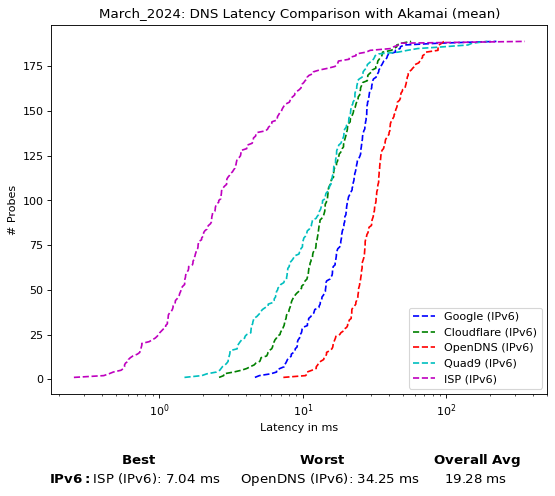 March_2024: DNS Latency Comparison with Akamai (mean)
# Probes
175
150
125
100
75
50
25
0
Google (IPv6)
Cloudflare (IPv6)
OpenDNS (IPv6)
Quad9 (IPv6)
ISP (IPv6)
10⁰ 10¹ 10²
Latency in ms
Best Worst Overall Avg
IPv6: ISP (IPv6): 7.04 ms OpenDNS (IPv6): 34.25 ms 19.28 ms